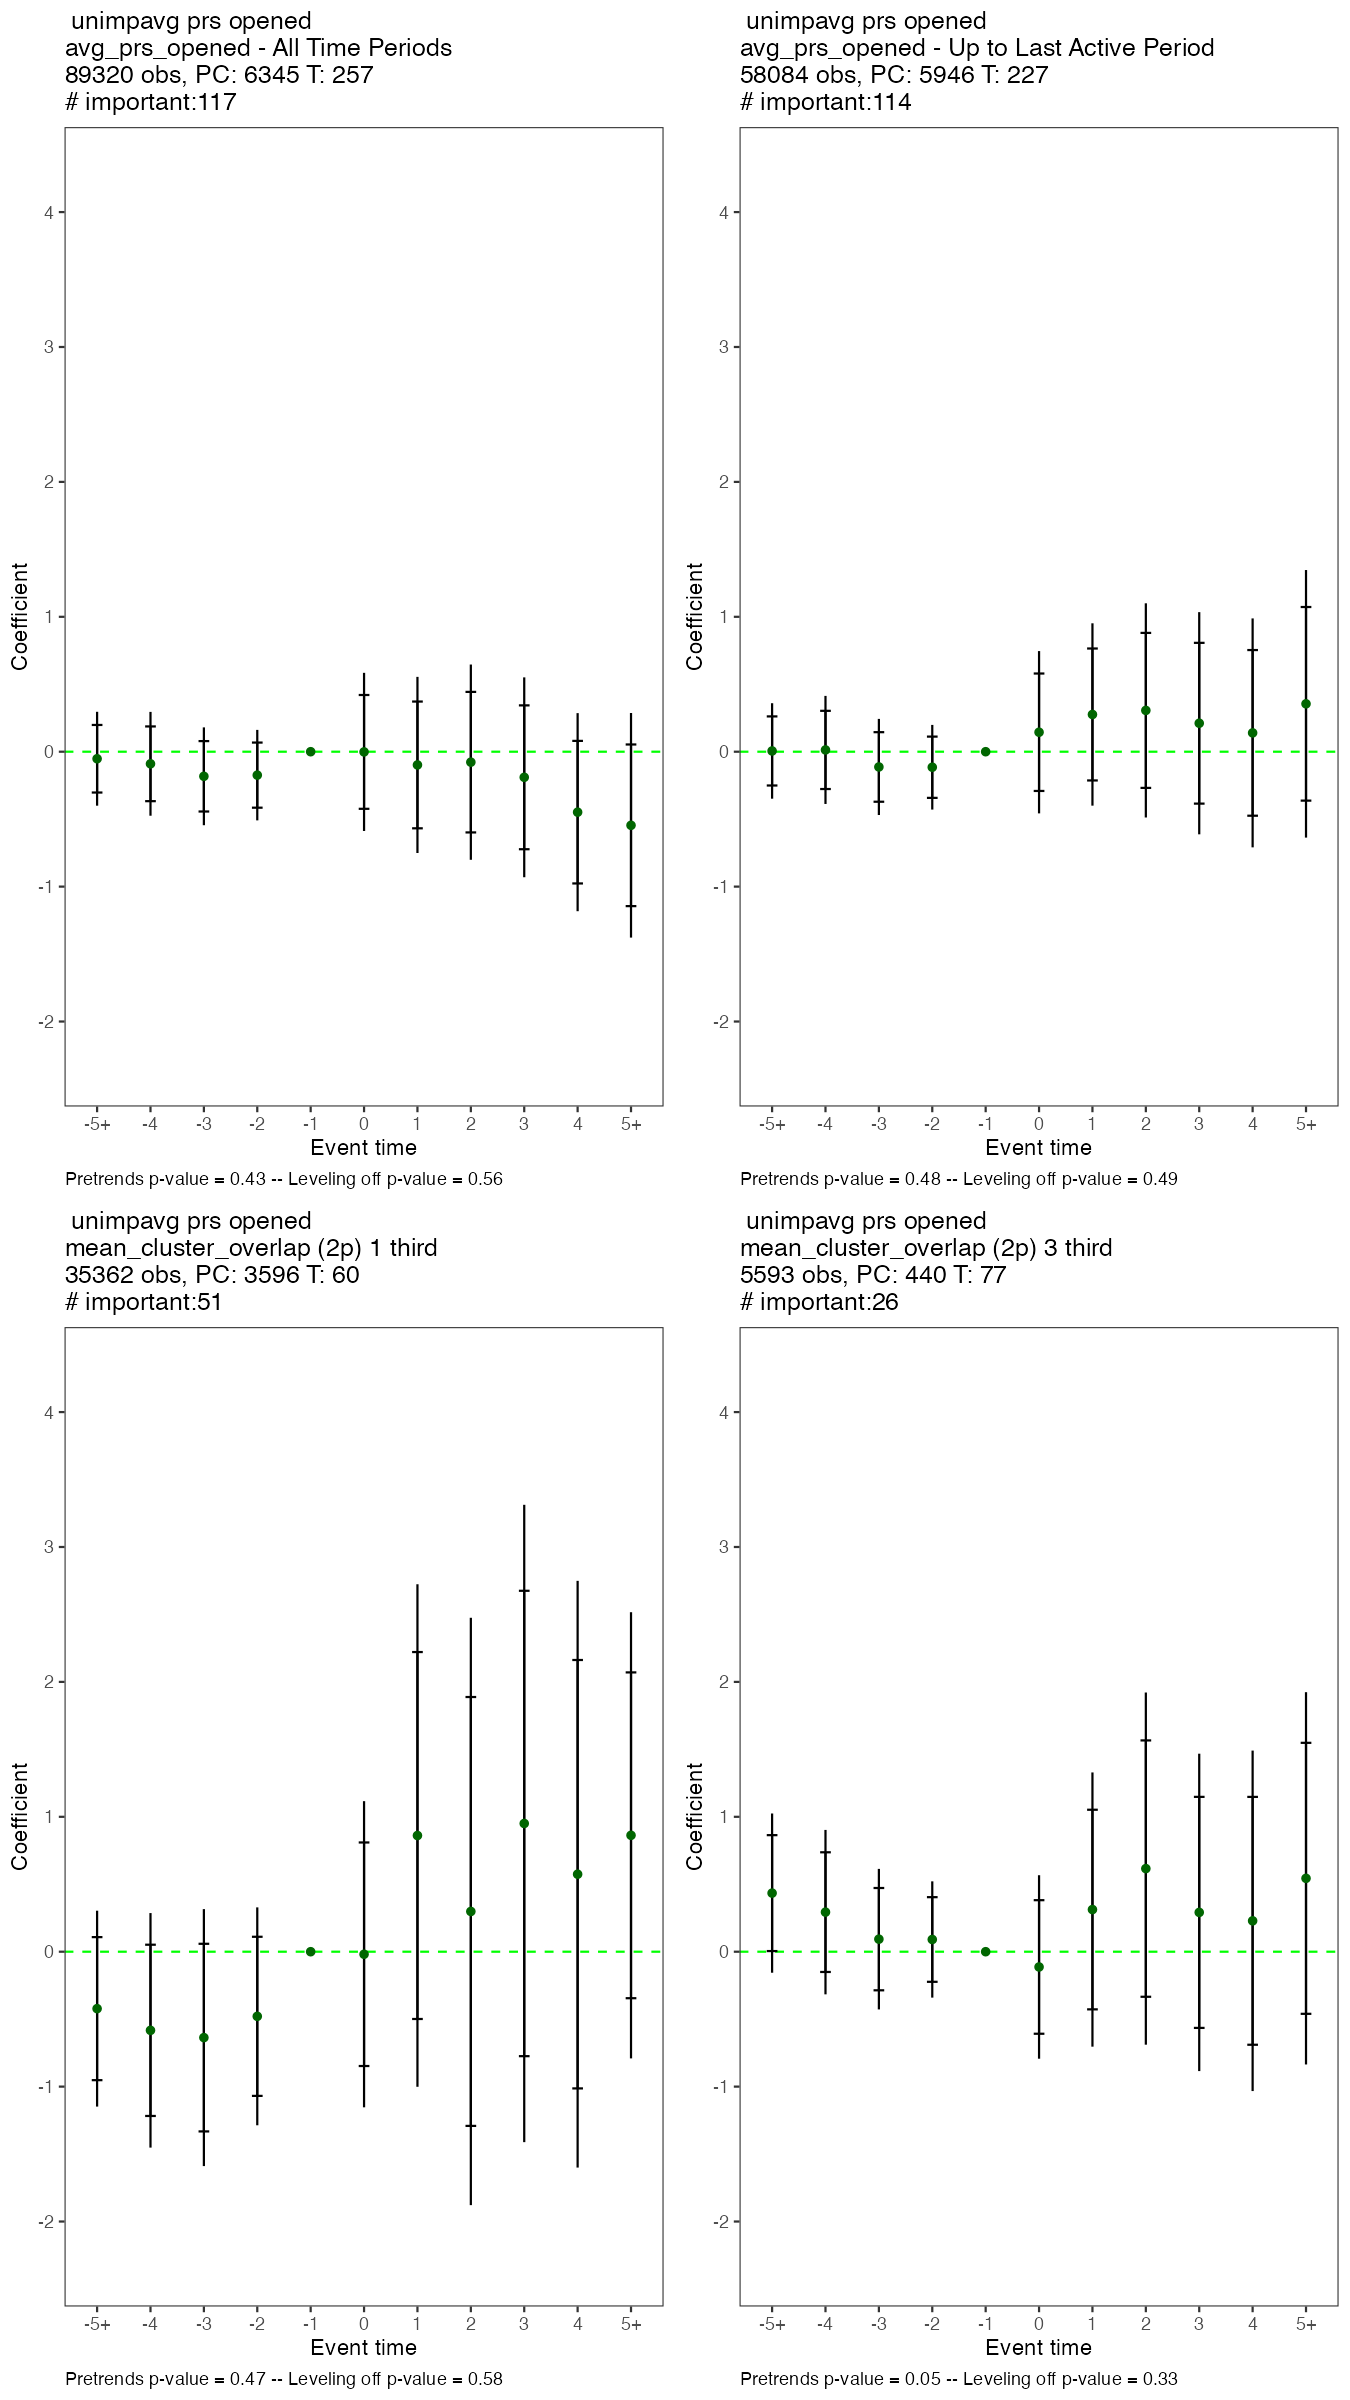 unimpavg prs opened
avg_prs_opened - All Time Periods
89320 obs, PC: 6345 T: 257
# important:117
Coefficient
4
3
2
1
0
-1
-2
-5+ -4 -3 -2 -1 0 1 2 3 4 5+
Event time
Pretrends p-value = 0.43 -- Leveling off p-value = 0.56
unimpavg prs opened
avg_prs_opened - Up to Last Active Period
58084 obs, PC: 5946 T: 227
# important:114
Coefficient
4
3
2
1
0
-1
-2
-5+ -4 -3 -2 -1 0 1 2 3 4 5+
Event time
Pretrends p-value = 0.48 -- Leveling off p-value = 0.49
unimpavg prs opened
mean_cluster_overlap (2p) 1 third
35362 obs, PC: 3596 T: 60
# important:51
Coefficient
4
3
2
1
0
-1
-2
-5+ -4 -3 -2 -1 0 1 2 3 4 5+
Event time
Pretrends p-value = 0.47 -- Leveling off p-value = 0.58
unimpavg prs opened
mean_cluster_overlap (2p) 3 third
5593 obs, PC: 440 T: 77
# important:26
Coefficient
4
3
2
1
0
-1
-2
-5+ -4 -3 -2 -1 0 1 2 3 4 5+
Event time
Pretrends p-value = 0.05 -- Leveling off p-value = 0.33